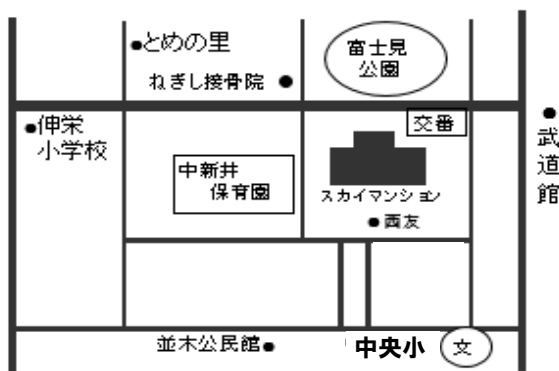 とめの里
富士見
公園
ねぎし接骨院
交番
伸栄
小学校
武道館
中新井
保育園
スカイマンション
西友
並木公民館
中央小
文